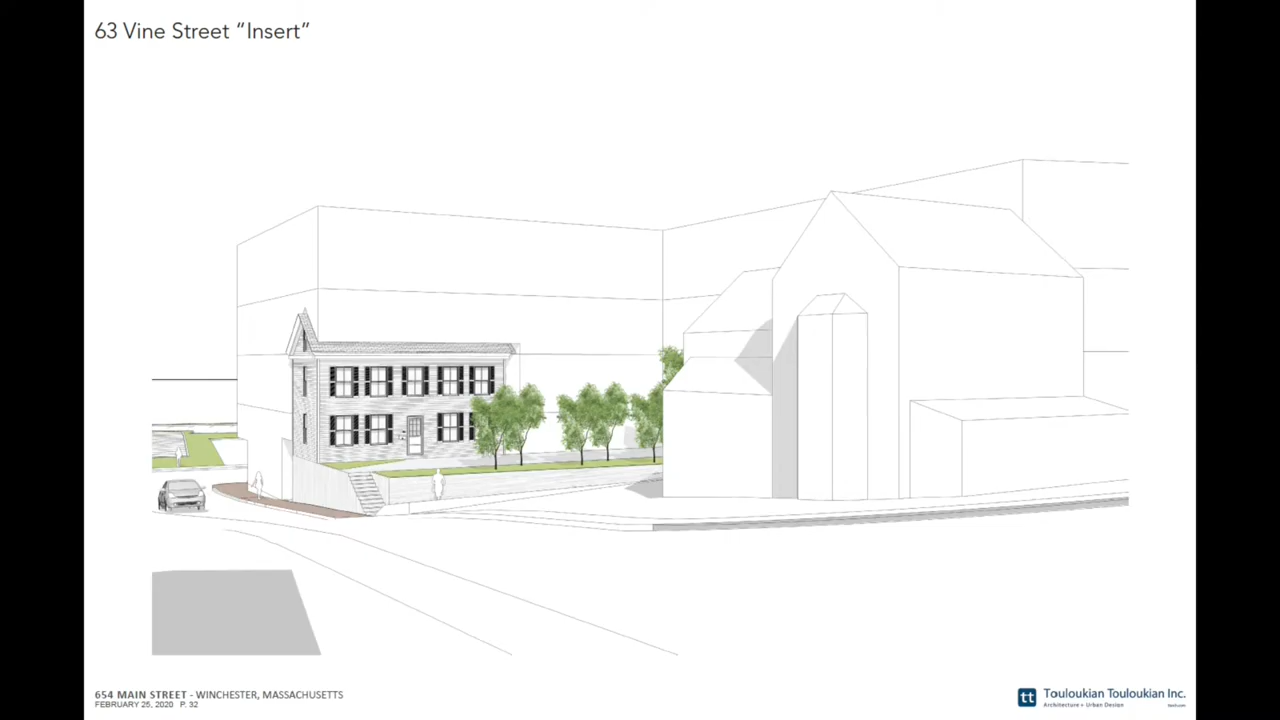 63 Vine Street “Insert”
654 MAIN STREET - WINCHESTER, MASSACHUSETTS
FEBRUARY 25, 2020 P. 32
tt
Touloukian Touloukian Inc.
Architecture + Urban Design